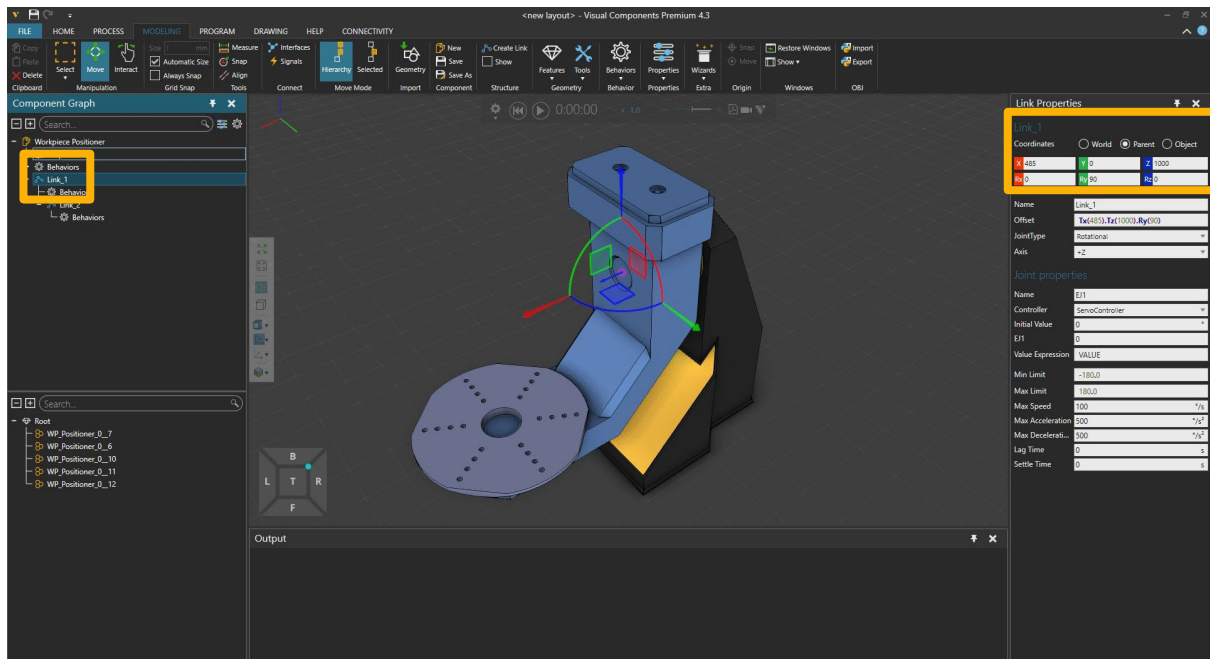 <new layout> - Visual Components Premium 4.3
FILE HOME PROCESS MODELING PROGRAM DRAWING HELP CONNECTIVITY
Copy
Paste
Delete
Clipboard
Select
Move
Interact
Manipulation
Size 1 mm
Automatic Size
Always Snap
Grid Snap
Measure
Snap
Align
Tools
Interfaces
Signals
Connect
Hierarchy
Selected
Move Mode
Geometry
Import
New
Save
Save As
Component
Create Link
Show
Structure
Features
Tools
Geometry
Behaviors
Behavior
Properties
Properties
Wizards
Extra
Snap
Move
Origin
Restore Windows
Show
Windows
Import
Export
OBJ
Component Graph
Search...
Workpiece Positioner
Behaviors
Link_1
Behavio
Link_2
Behaviors
Search...
Root
WP_Positioner_0__7
WP_Positioner_0__6
WP_Positioner_0__10
WP_Positioner_0__11
WP_Positioner_0__12
0:00:00 x 1.0
B
L T R
F
Output
Link Properties
Link_1
Coordinates World Parent Object
X 485 Y 0 Z 1000
Rx 0 Ry 90 Rz 0
Name Link_1
Offset Tx(485).Tz(1000).Ry(90)
JointType Rotational
Axis +Z
Joint properties
Name EJ1
Controller ServoController
Initial Value 0 °
EJ1 0
Value Expression VALUE
Min Limit -180.0
Max Limit 180.0
Max Speed 100 °/s
Max Acceleration 500 °/s²
Max Decelerati... 500 °/s²
Lag Time 0 s
Settle Time 0 s